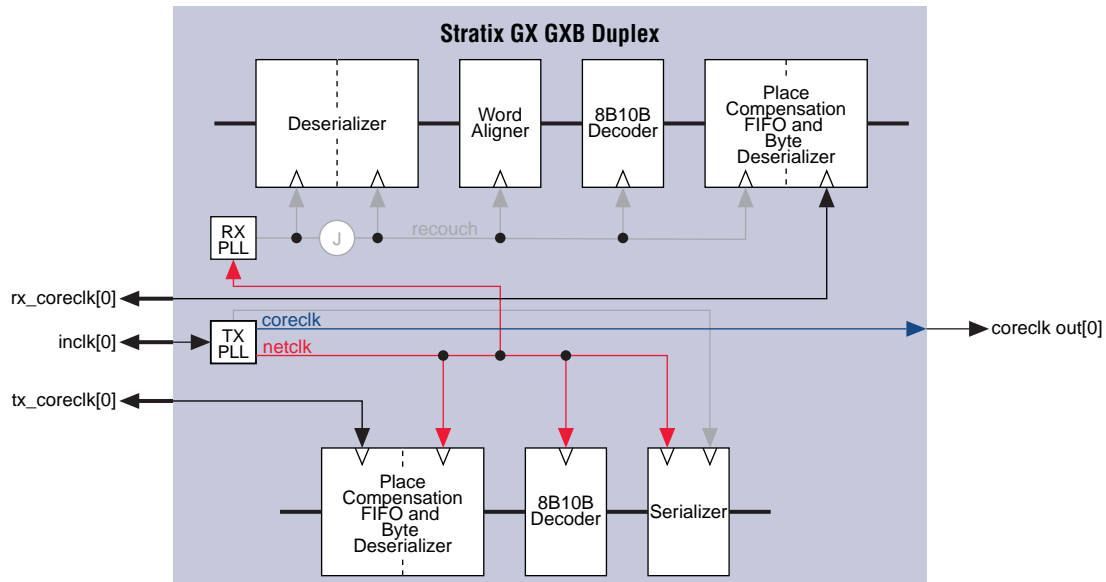 Stratix GX GXB Duplex
Deserializer
Word
Aligner
8B10B
Decoder
Place
Compensation
FIFO and
Byte
Deserializer
RX
PLL
J
recouch
rx_coreclk[0]
inclk[0]
TX
PLL
coreclk
netclk
coreclk out[0]
tx_coreclk[0]
Place
Compensation
FIFO and
Byte
Deserializer
8B10B
Decoder
Serializer